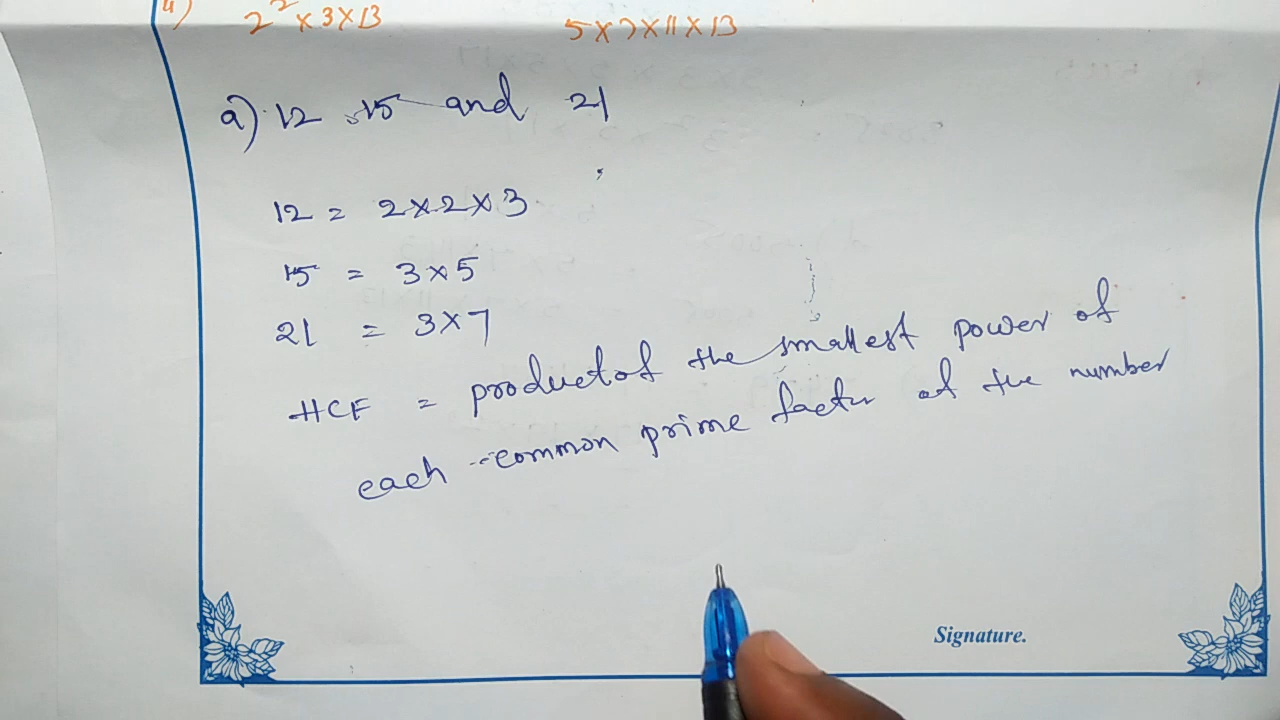 2² × 3 × 13 5 × 7 × 11 × 13
a) 12, 15 and 21
12 = 2×2×3
15 = 3×5
21 = 3×7
HCF = product of the smallest power of
each common prime factor of the number
Signature.